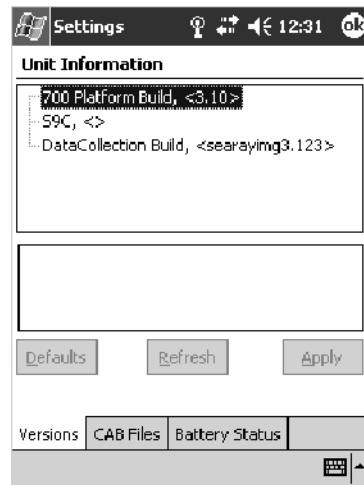 Settings 12:31 ok
Unit Information
700 Platform Build, <3.10>
S9C, <>
DataCollection Build, <searayimg3.123>
Defaults Refresh Apply
Versions CAB Files Battery Status